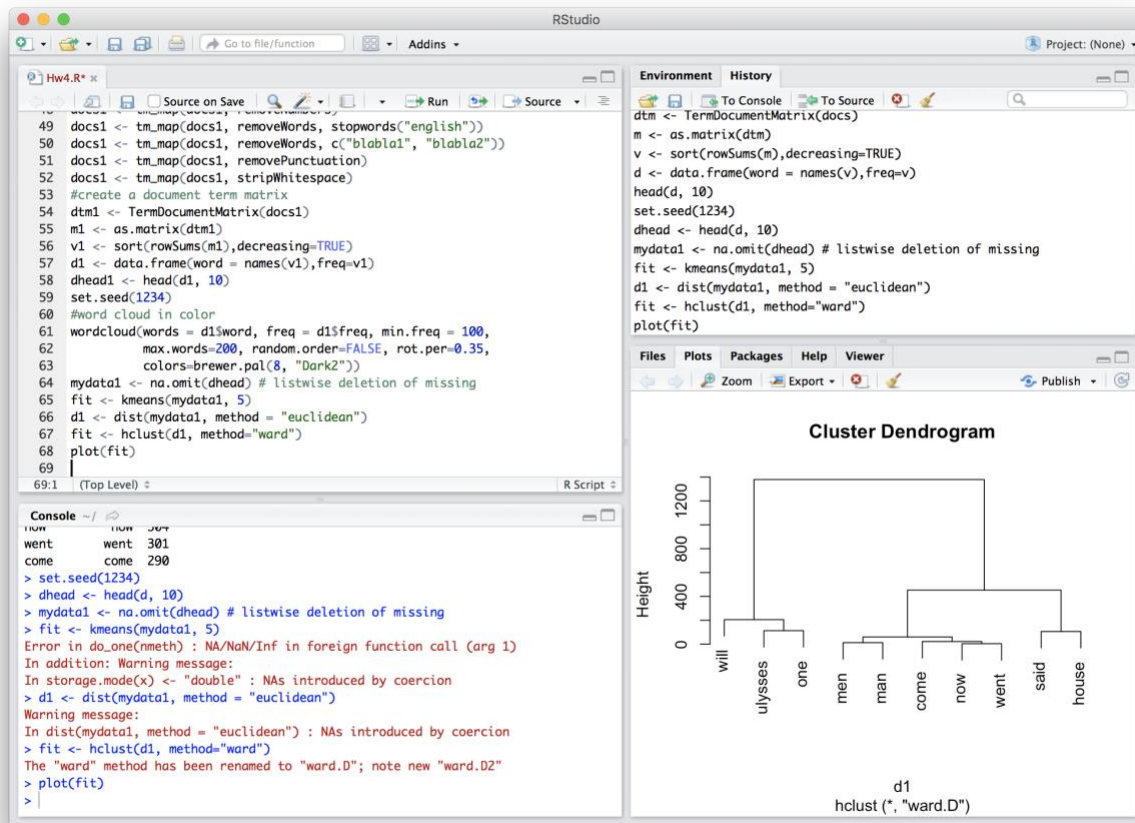 RStudio
Go to file/function
Addins
Project: (None)
Hw4.R*
Source on Save
Run
Source
49 docs1 <- tm_map(docs1, removeWords, stopwords("english"))
50 docs1 <- tm_map(docs1, removeWords, c("blabla1", "blabla2"))
51 docs1 <- tm_map(docs1, removePunctuation)
52 docs1 <- tm_map(docs1, stripWhitespace)
53 #create a document term matrix
54 dtm1 <- TermDocumentMatrix(docs1)
55 m1 <- as.matrix(dtm1)
56 v1 <- sort(rowSums(m1),decreasing=TRUE)
57 d1 <- data.frame(word = names(v1),freq=v1)
58 dhead1 <- head(d1, 10)
59 set.seed(1234)
60 #word cloud in color
61 wordcloud(words = d1$word, freq = d1$freq, min.freq = 100,
62 max.words=200, random.order=FALSE, rot.per=0.35,
63 colors=brewer.pal(8, "Dark2"))
64 mydata1 <- na.omit(dhead) # listwise deletion of missing
65 fit <- kmeans(mydata1, 5)
66 d1 <- dist(mydata1, method = "euclidean")
67 fit <- hclust(d1, method="ward")
68 plot(fit)
69
69:1 (Top Level) R Script
Console ~/
went went 301
come come 290
> set.seed(1234)
> dhead <- head(d, 10)
> mydata1 <- na.omit(dhead) # listwise deletion of missing
> fit <- kmeans(mydata1, 5)
Error in do_one(nmeth) : NA/NaN/Inf in foreign function call (arg 1)
In addition: Warning message:
In storage.mode(x) <- "double" : NAs introduced by coercion
> d1 <- dist(mydata1, method = "euclidean")
Warning message:
In dist(mydata1, method = "euclidean") : NAs introduced by coercion
> fit <- hclust(d1, method="ward")
The "ward" method has been renamed to "ward.D"; note new "ward.D2"
> plot(fit)
>
Environment History
To Console To Source
dtm <- TermDocumentMatrix(docs)
m <- as.matrix(dtm)
v <- sort(rowSums(m),decreasing=TRUE)
d <- data.frame(word = names(v),freq=v)
head(d, 10)
set.seed(1234)
dhead <- head(d, 10)
mydata1 <- na.omit(dhead) # listwise deletion of missing
fit <- kmeans(mydata1, 5)
d1 <- dist(mydata1, method = "euclidean")
fit <- hclust(d1, method="ward")
plot(fit)
Files Plots Packages Help Viewer
Zoom Export Publish
Cluster Dendrogram
Height
1200
800
400
0
will
ulysses
one
men
man
come
now
went
said
house
d1
hclust (*, "ward.D")